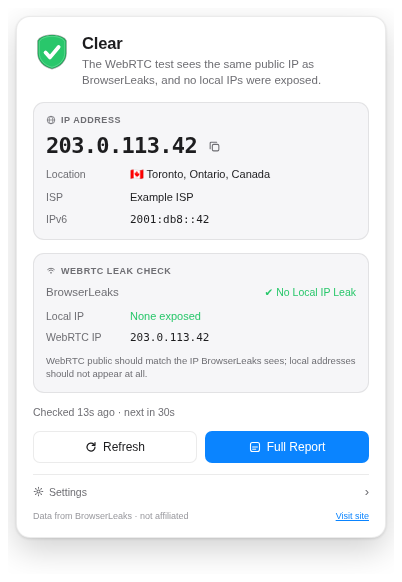 Clear
The WebRTC test sees the same public IP as
BrowserLeaks, and no local IPs were exposed.
IP ADDRESS
203.0.113.42
Location 🇨🇦 Toronto, Ontario, Canada
ISP Example ISP
IPv6 2001:db8::42
WEBRTC LEAK CHECK
BrowserLeaks ✔ No Local IP Leak
Local IP None exposed
WebRTC IP 203.0.113.42
WebRTC public should match the IP BrowserLeaks sees; local addresses
should not appear at all.
Checked 13s ago · next in 30s
Refresh Full Report
Settings ›
Data from BrowserLeaks · not affiliated Visit site